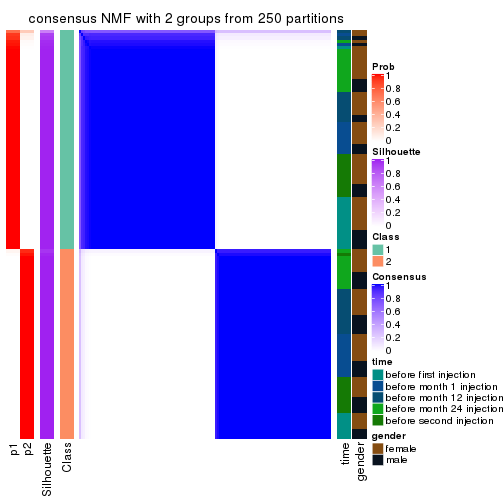 consensus NMF with 2 groups from 250 partitions
Prob
1
0.8
0.6
0.4
0.2
0
Silhouette
1
0.8
0.6
0.4
0.2
0
Class
1
2
Consensus
1
0.8
0.6
0.4
0.2
0
time
before first injection
before month 1 injection
before month 12 injection
before month 24 injection
before second injection
gender
female
male
p1
p2
Silhouette
Class
time
gender